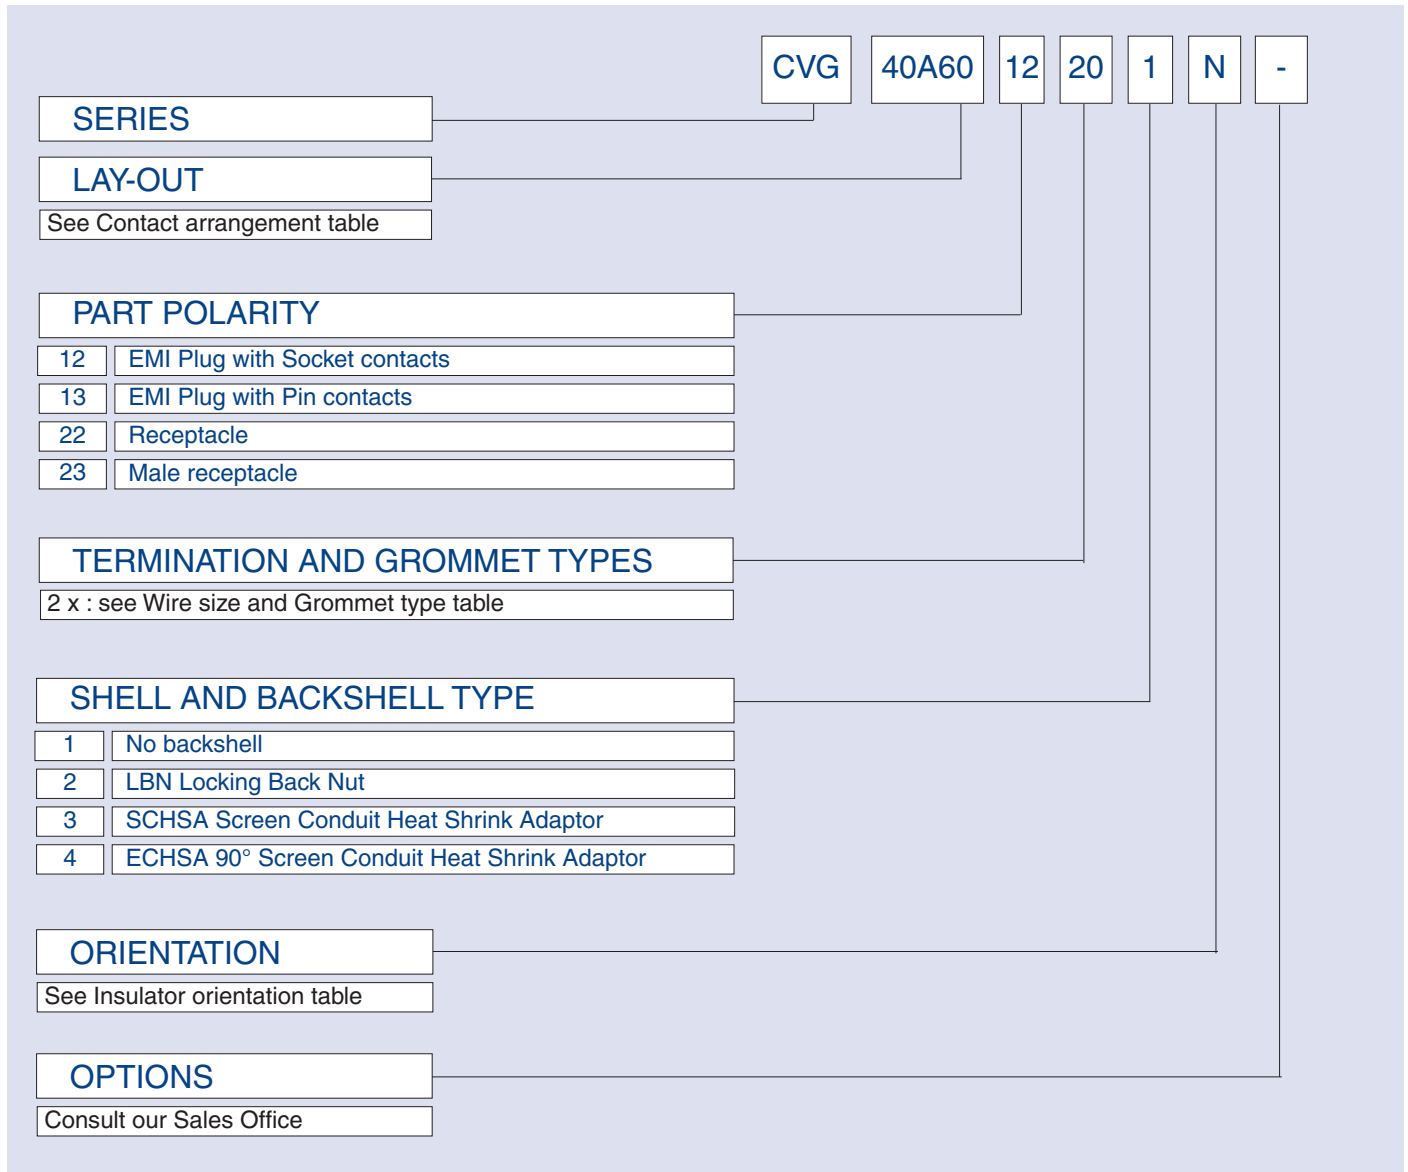 CVG 40A60 12 20 1 N -
SERIES
LAY-OUT
See Contact arrangement table
PART POLARITY
12 EMI Plug with Socket contacts
13 EMI Plug with Pin contacts
22 Receptacle
23 Male receptacle
TERMINATION AND GROMMET TYPES
2 x : see Wire size and Grommet type table
SHELL AND BACKSHELL TYPE
1 No backshell
2 LBN Locking Back Nut
3 SCHSA Screen Conduit Heat Shrink Adaptor
4 ECHSA 90° Screen Conduit Heat Shrink Adaptor
ORIENTATION
See Insulator orientation table
OPTIONS
Consult our Sales Office